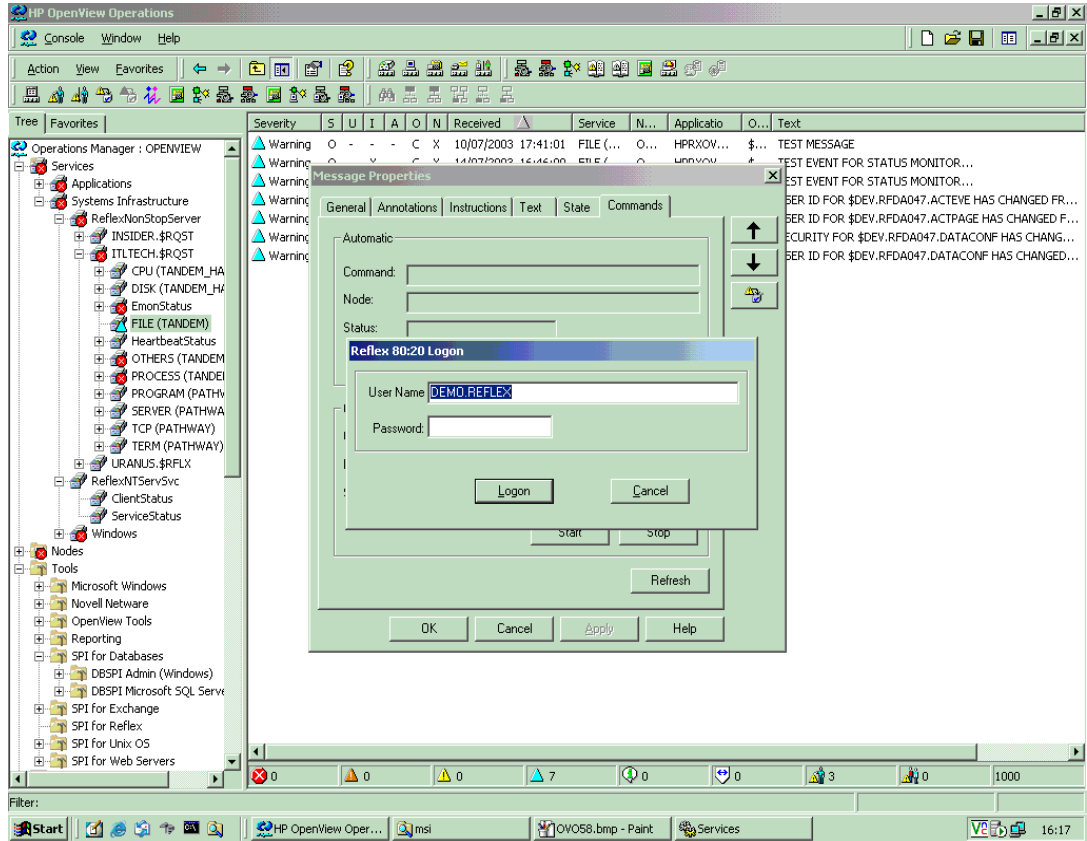 HP OpenView Operations
Console Window Help
Action View Favorites
Tree Favorites
Severity S U I A O N Received Service N... Applicatio O... Text
Operations Manager : OPENVIEW
Services
Applications
Systems Infrastructure
ReflexNonStopServer
INSIDER.$RQST
ITLTECH.$RQST
CPU (TANDEM_HA
DISK (TANDEM_HA
EmonStatus
FILE (TANDEM)
HeartbeatStatus
OTHERS (TANDEM
PROCESS (TANDEM
PROGRAM (PATHW
SERVER (PATHWA
TCP (PATHWAY)
TERM (PATHWAY)
URANUS.$RFLX
ReflexNTServSvc
ClientStatus
ServiceStatus
Windows
Nodes
Tools
Microsoft Windows
Novell Netware
OpenView Tools
Reporting
SPI for Databases
DBSPI Admin (Windows)
DBSPI Microsoft SQL Serve
SPI for Exchange
SPI for Reflex
SPI for Unix OS
SPI for Web Servers
Warning O - - - C X 10/07/2003 17:41:01 FILE (... O... HPRXOV... $... TEST MESSAGE
Warning TEST EVENT FOR STATUS MONITOR...
Warning EST EVENT FOR STATUS MONITOR...
Warning SER ID FOR $DEV.RFDA047.ACTEVE HAS CHANGED FR...
Warning SER ID FOR $DEV.RFDA047.ACTPAGE HAS CHANGED F...
Warning ECURITY FOR $DEV.RFDA047.DATACONF HAS CHANG...
Warning SER ID FOR $DEV.RFDA047.DATACONF HAS CHANGED...
Message Properties
General Annotations Instructions Text State Commands
Automatic
Command:
Node:
Status:
Reflex 80:20 Logon
User Name DEMO.REFLEX
Password:
Logon Cancel
Start Stop
Refresh
OK Cancel Apply Help
0 0 0 7 0 0 3 0 1000
Filter:
Start HP OpenView Oper... msi OVO58.bmp - Paint Services 16:17